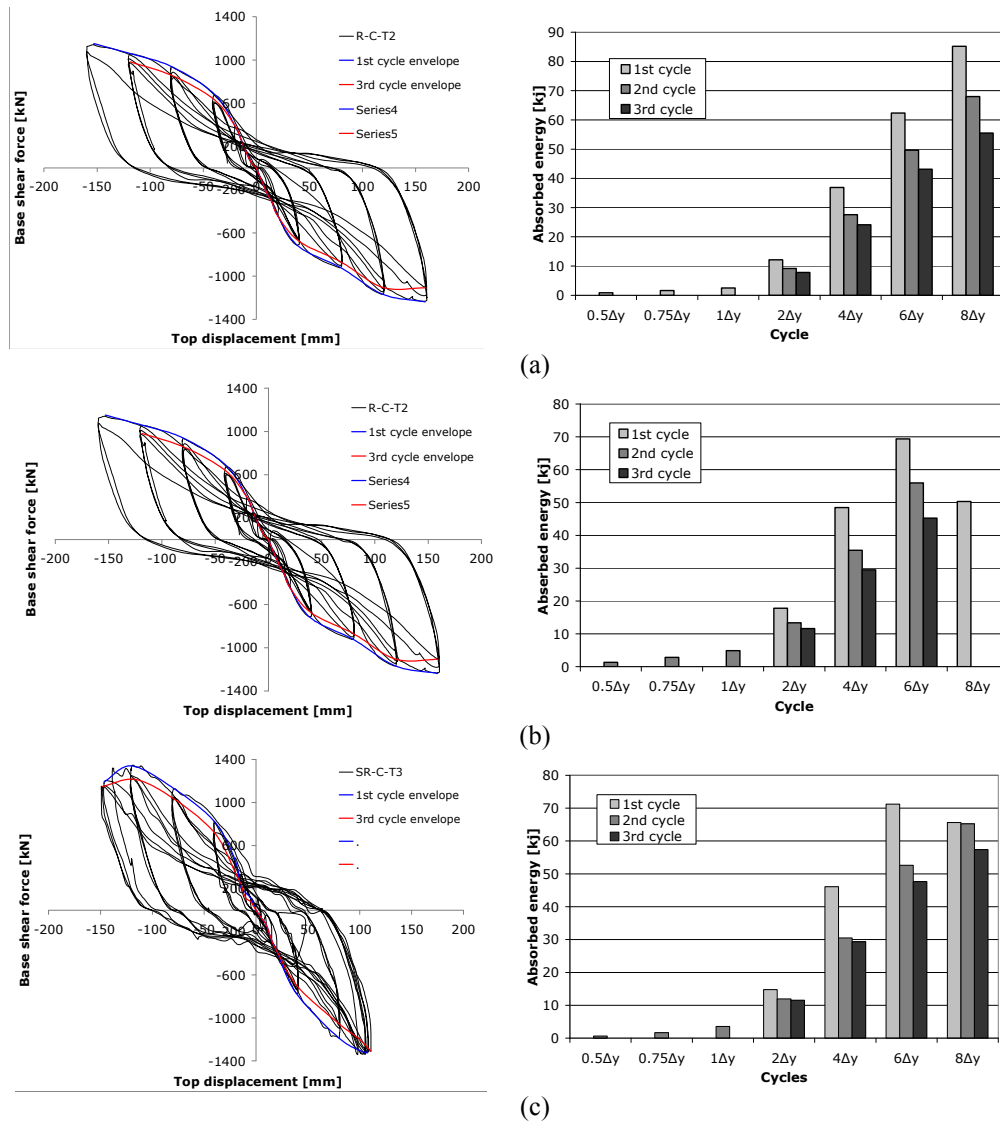 1400
1000
600
200
-200
-600
-1000
-1400
-200 -150 -100 -50 0 50 100 150 200
Base shear force [kN]
Top displacement [mm]
R-C-T2
1st cycle envelope
3rd cycle envelope
Series4
Series5
90
80
70
60
50
40
30
20
10
0
Absorbed energy [kj]
1st cycle
2nd cycle
3rd cycle
0.5Δy 0.75Δy 1Δy 2Δy 4Δy 6Δy 8Δy
Cycle
(a)
1400
1000
600
200
-200
-600
-1000
-1400
-200 -150 -100 -50 0 50 100 150 200
Base shear force [kN]
Top displacement [mm]
R-C-T2
1st cycle envelope
3rd cycle envelope
Series4
Series5
80
70
60
50
40
30
20
10
0
Abserbed energy [kj]
1st cycle
2nd cycle
3rd cycle
0.5Δy 0.75Δy 1Δy 2Δy 4Δy 6Δy 8Δy
Cycle
(b)
1400
1000
600
200
-200
-600
-1000
-1400
-200 -150 -100 -50 0 50 100 150 200
Base shear force [kN]
Top displacement [mm]
SR-C-T3
1st cycle envelope
3rd cycle envelope
.
.
80
70
60
50
40
30
20
10
0
Absorbed energy [kj]
1st cycle
2nd cycle
3rd cycle
0.5Δy 0.75Δy 1Δy 2Δy 4Δy 6Δy 8Δy
Cycles
(c)